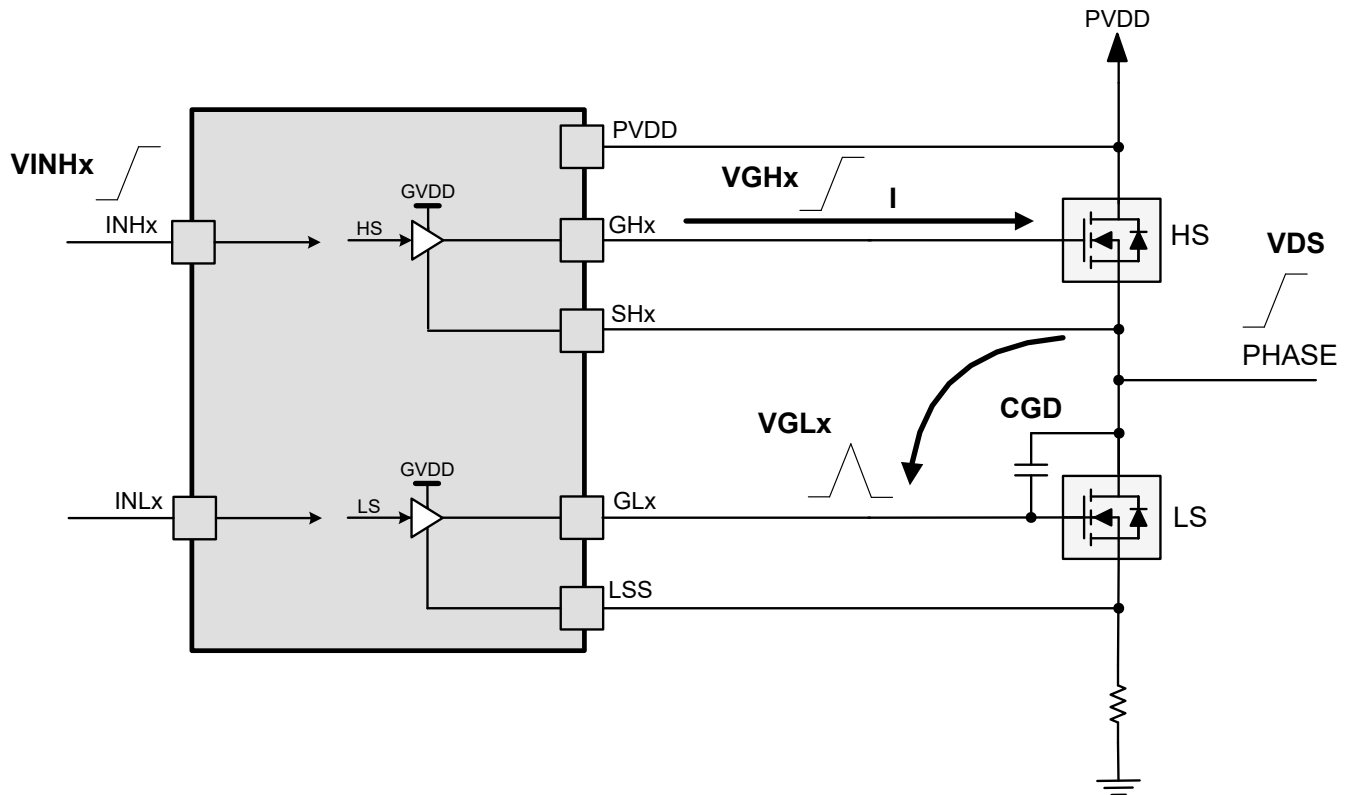 PVDD
PVDD
VINHx
INHx
GVDD
HS
GHx
VGHx
I
HS
VDS
SHx
PHASE
CGD
VGLx
GVDD
INLx
LS
GLx
LS
LSS